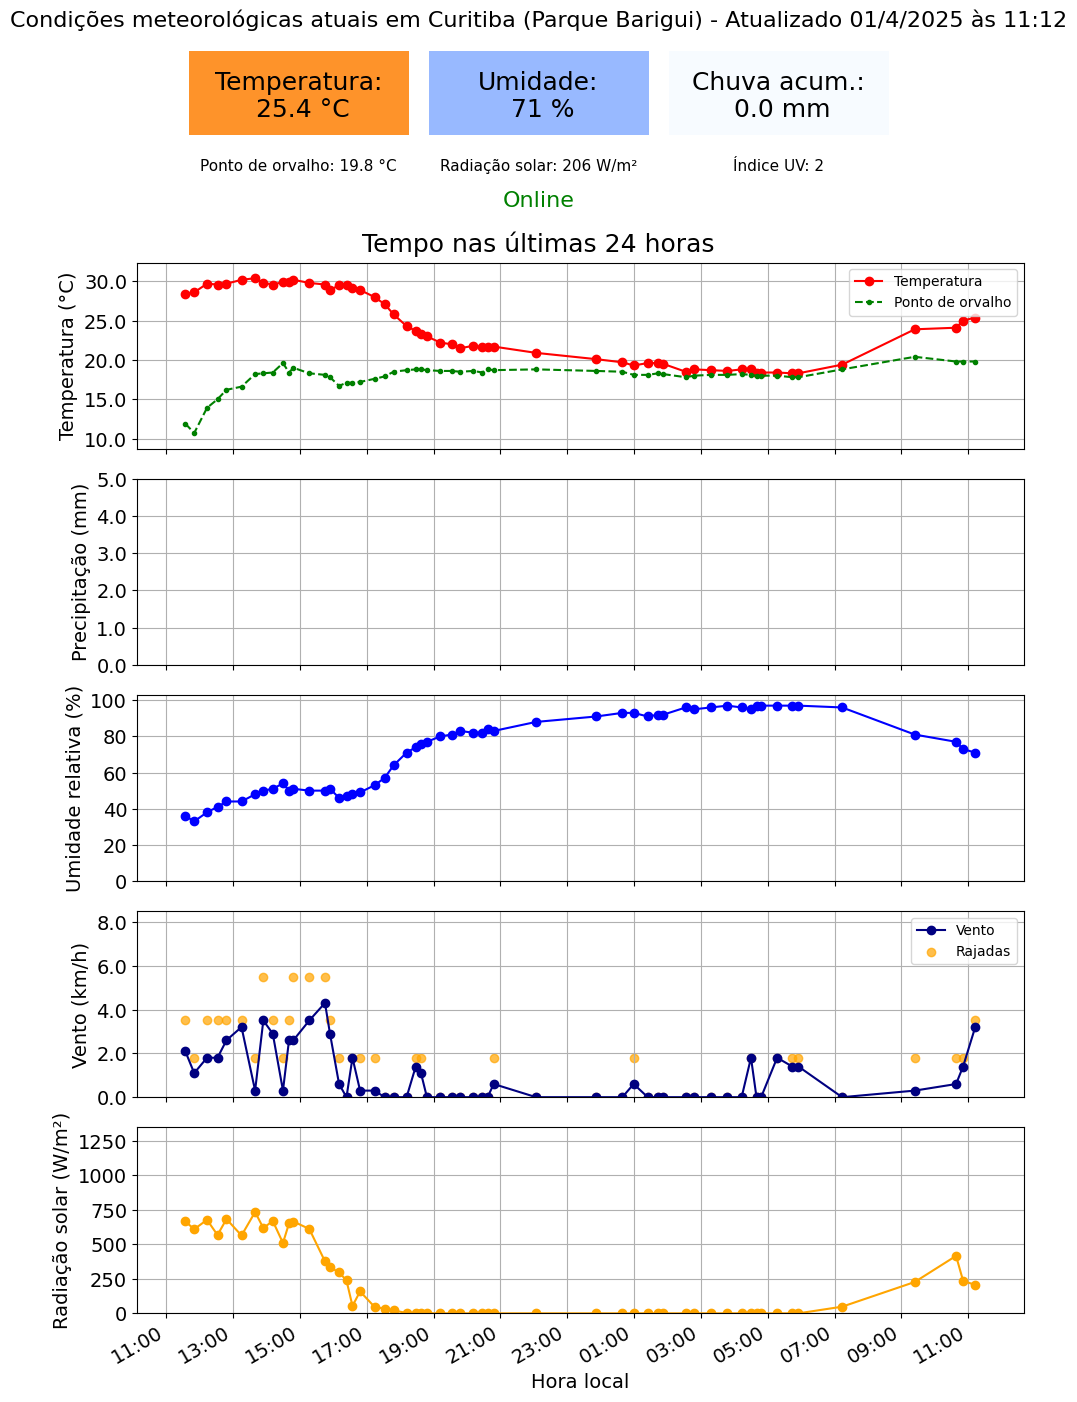 Condições meteorológicas atuais em Curitiba (Parque Barigui) - Atualizado 01/4/2025 às 11:12
Temperatura:
25.4 °C
Umidade:
71 %
Chuva acum.:
0.0 mm
Ponto de orvalho: 19.8 °C
Radiação solar: 206 W/m²
Índice UV: 2
Online
Tempo nas últimas 24 horas
Temperatura (°C)
30.0
25.0
20.0
15.0
10.0
Temperatura
Ponto de orvalho
Precipitação (mm)
5.0
4.0
3.0
2.0
1.0
0.0
Umidade relativa (%)
100
80
60
40
20
0
Vento (km/h)
8.0
6.0
4.0
2.0
0.0
Vento
Rajadas
Radiação solar (W/m²)
1250
1000
750
500
250
0
11:00
13:00
15:00
17:00
19:00
21:00
23:00
01:00
03:00
05:00
07:00
09:00
11:00
Hora local